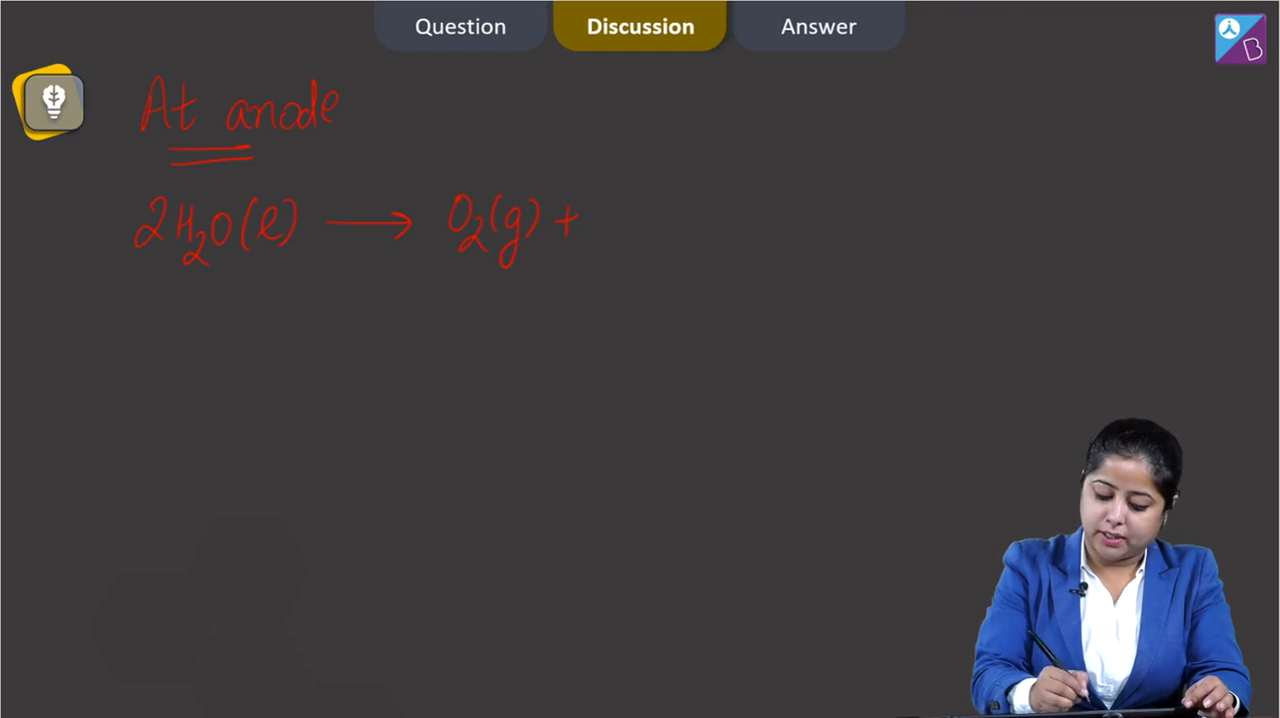 Question Discussion Answer
At anode
2H₂O(l) ⟶ O₂(g) +